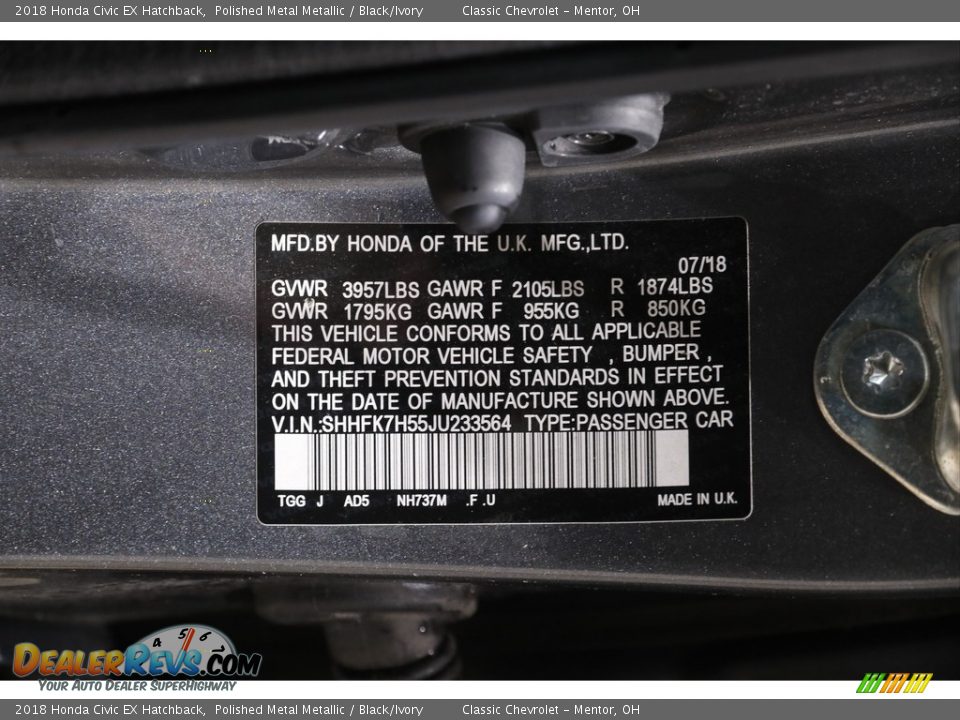 2018 Honda Civic EX Hatchback, Polished Metal Metallic / Black/Ivory Classic Chevrolet - Mentor, OH
MFD.BY HONDA OF THE U.K. MFG.,LTD.
07/'18
GVWR 3957LBS GAWR F 2105LBS R 1874LBS
GVWR 1795KG GAWR F 955KG R 850KG
THIS VEHICLE CONFORMS TO ALL APPLICABLE
FEDERAL MOTOR VEHICLE SAFETY , BUMPER ,
AND THEFT PREVENTION STANDARDS IN EFFECT
ON THE DATE OF MANUFACTURE SHOWN ABOVE.
V.I.N.:SHHFK7H55JU233564 TYPE:PASSENGER CAR
TGG J AD5 NH737M .F .U MADE IN U.K.
4 5 6 7
DEALERREVS.COM
YOUR AUTO DEALER SUPERHIGHWAY
2018 Honda Civic EX Hatchback, Polished Metal Metallic / Black/Ivory Classic Chevrolet - Mentor, OH